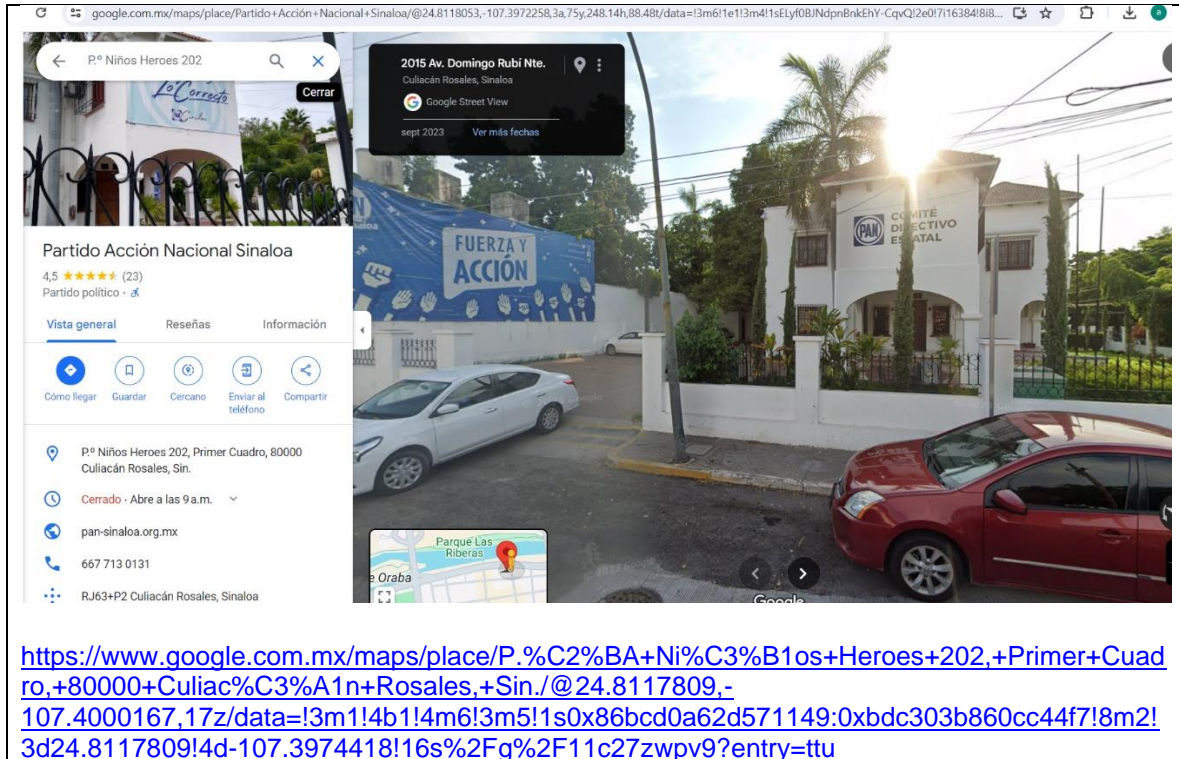 google.com.mx/maps/place/Partido+Acción+Nacional+Sinaloa/@24.8118053,-107.3972258,3a,75y,248.14h,88.48t/data=!3m6!1e1!3m4!1sELyf0BJNdpnBnkEhY-CqvQ!2e0!7i16384!8i8...
P.º Niños Heroes 202
Cerrar
Lo Correcto
2015 Av. Domingo Rubí Nte.
Culiacán Rosales, Sinaloa
Google Street View
sept 2023 Ver más fechas
FUERZA Y
ACCIÓN
PAN
COMITÉ
DIRECTIVO
ESTATAL
Partido Acción Nacional Sinaloa
4,5 (23)
Partido político
Vista general Reseñas Información
Cómo llegar Guardar Cercano Enviar al teléfono Compartir
P.º Niños Heroes 202, Primer Cuadro, 80000
Culiacán Rosales, Sin.
Cerrado · Abre a las 9 a.m.
pan-sinaloa.org.mx
667 713 0131
RJ63+P2 Culiacán Rosales, Sinaloa
Parque Las
Riberas
e Oraba
Google
https://www.google.com.mx/maps/place/P.%C2%BA+Ni%C3%B1os+Heroes+202,+Primer+Cuad
ro,+80000+Culiac%C3%A1n+Rosales,+Sin./@24.8117809,-
107.4000167,17z/data=!3m1!4b1!4m6!3m5!1s0x86bcd0a62d571149:0xbdc303b860cc44f7!8m2!
3d24.8117809!4d-107.3974418!16s%2Fg%2F11c27zwpv9?entry=ttu